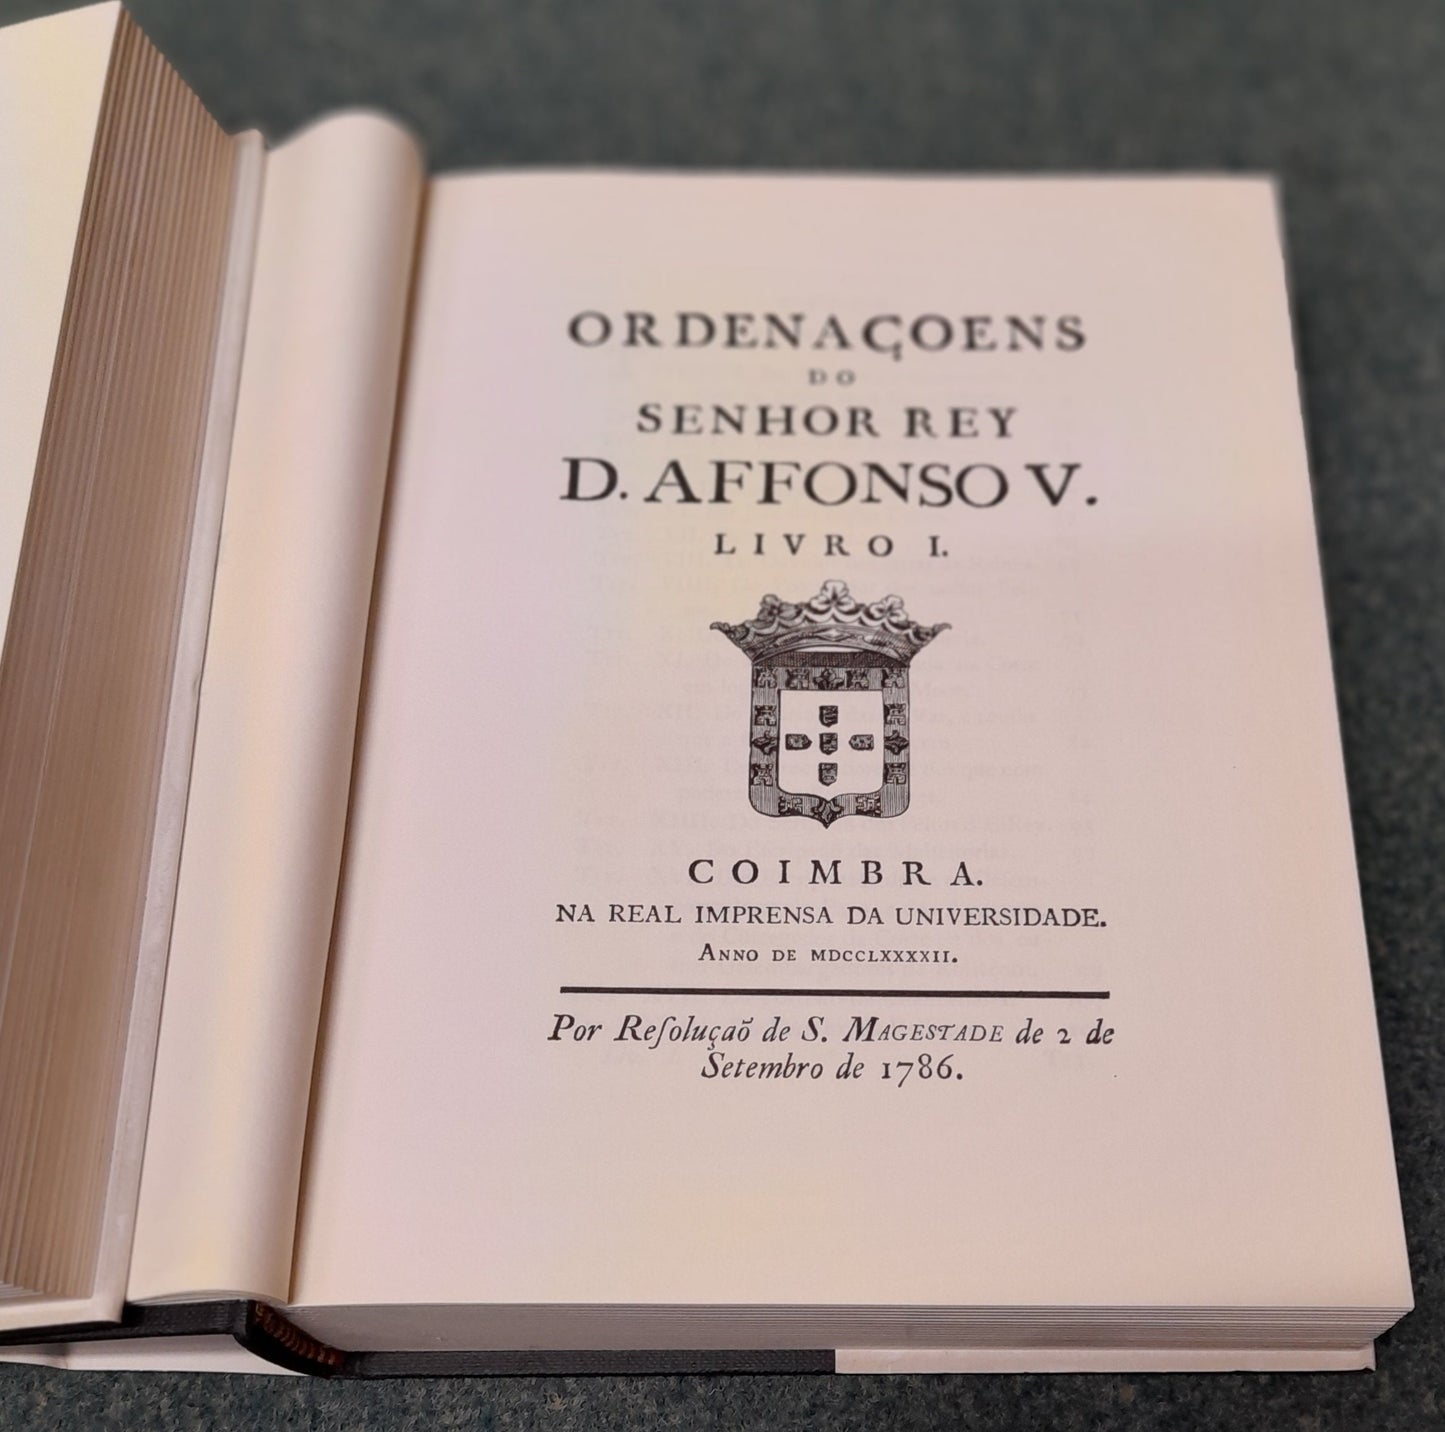 ORDENAÇOENS
DO
SENHOR REY
D. AFFONSO V.
LIVRO I.
COIMBRA.
NA REAL IMPRENSA DA UNIVERSIDADE.
ANNO DE MDCCLXXXXII.
Por Reſoluçaõ de S. MAGESTADE de 2 de
Setembro de 1786.